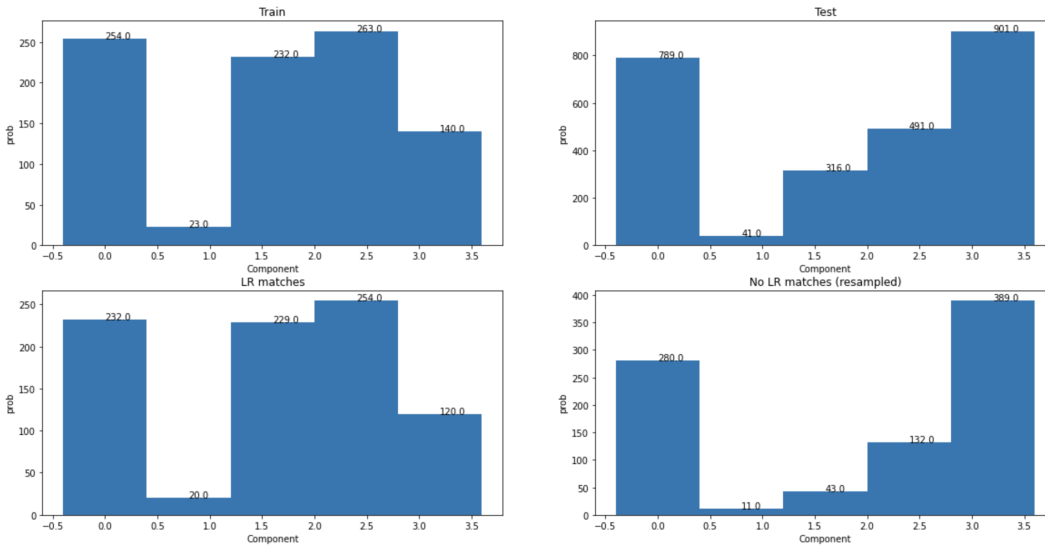 Train
prob
250
200
150
100
50
0
254.0
23.0
232.0
263.0
140.0
−0.5 0.0 0.5 1.0 1.5 2.0 2.5 3.0 3.5
Component
Test
prob
800
600
400
200
0
789.0
41.0
316.0
491.0
901.0
−0.5 0.0 0.5 1.0 1.5 2.0 2.5 3.0 3.5
Component
LR matches
prob
250
200
150
100
50
0
232.0
20.0
229.0
254.0
120.0
−0.5 0.0 0.5 1.0 1.5 2.0 2.5 3.0 3.5
Component
No LR matches (resampled)
prob
400
350
300
250
200
150
100
50
0
280.0
11.0
43.0
132.0
389.0
−0.5 0.0 0.5 1.0 1.5 2.0 2.5 3.0 3.5
Component